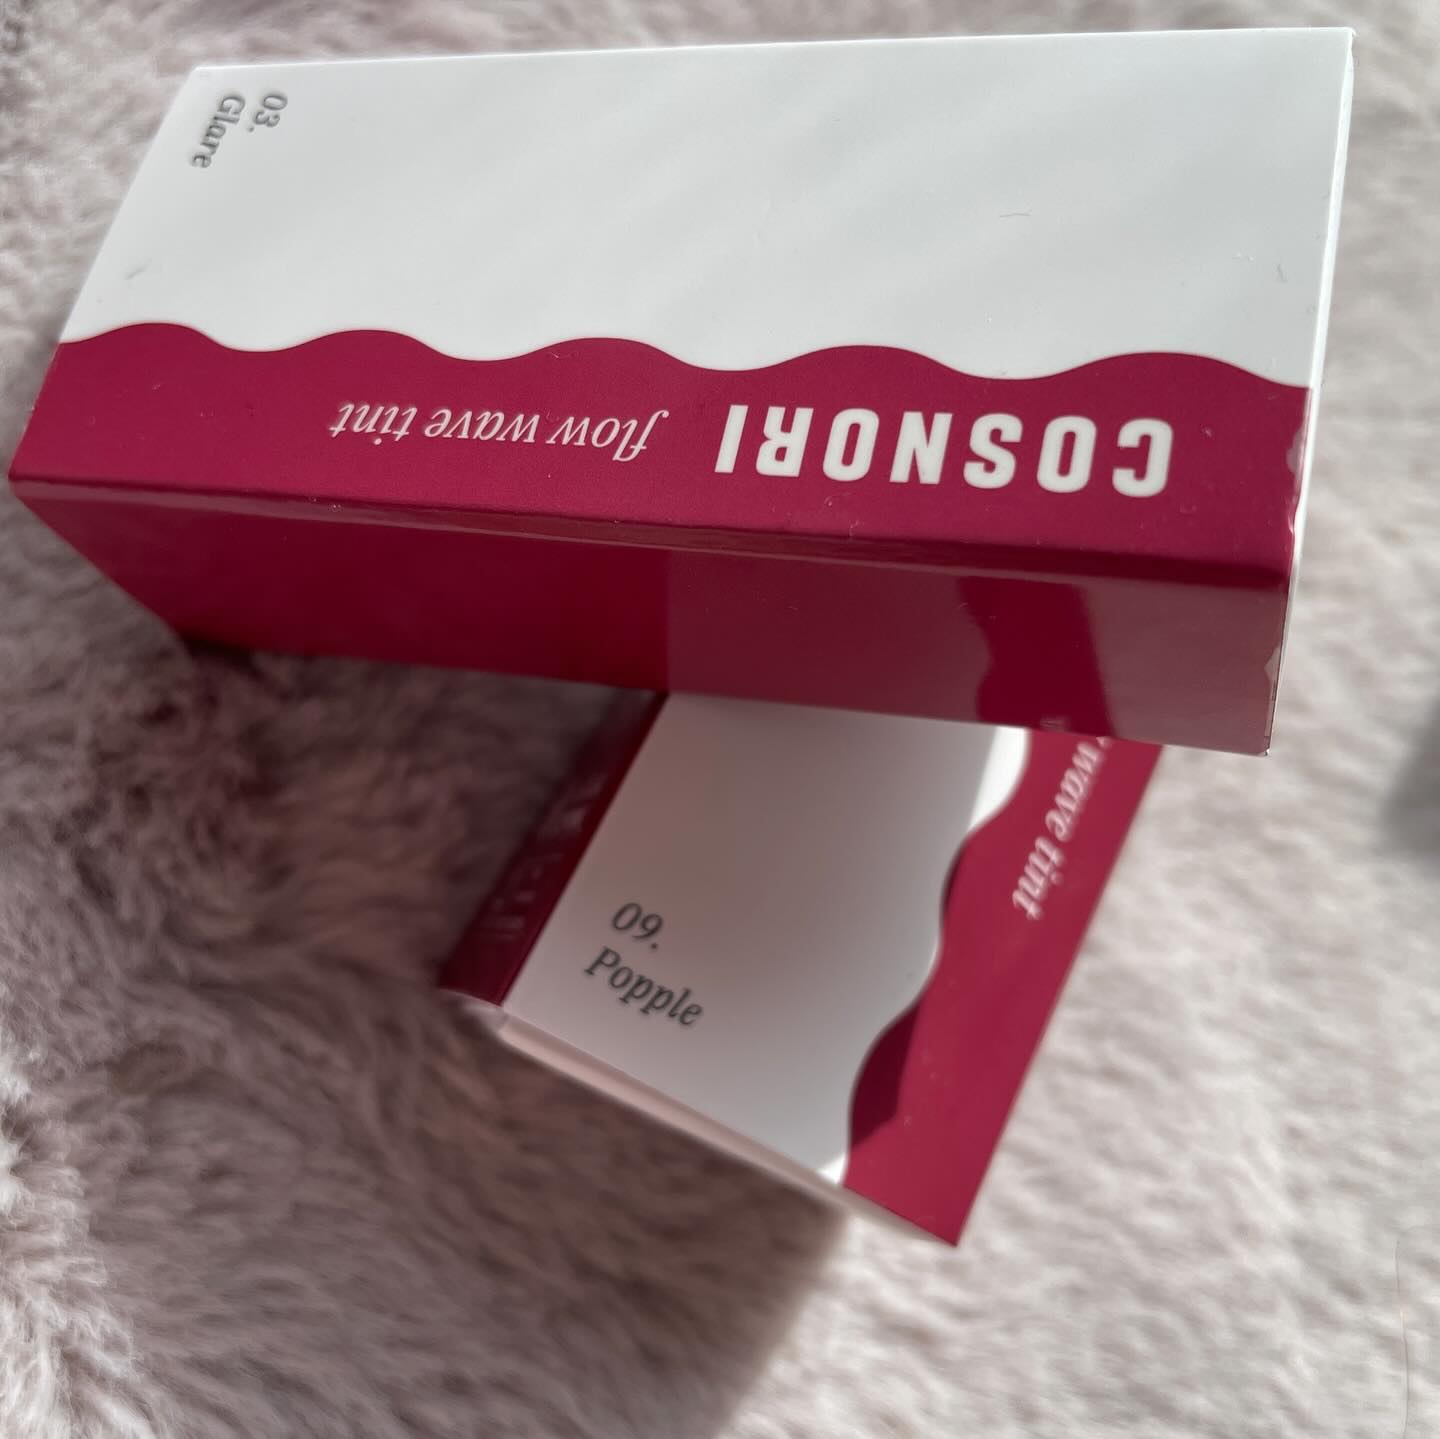 03.
Glare
COSNORI flow wave tint
09.
Popple
wave tint